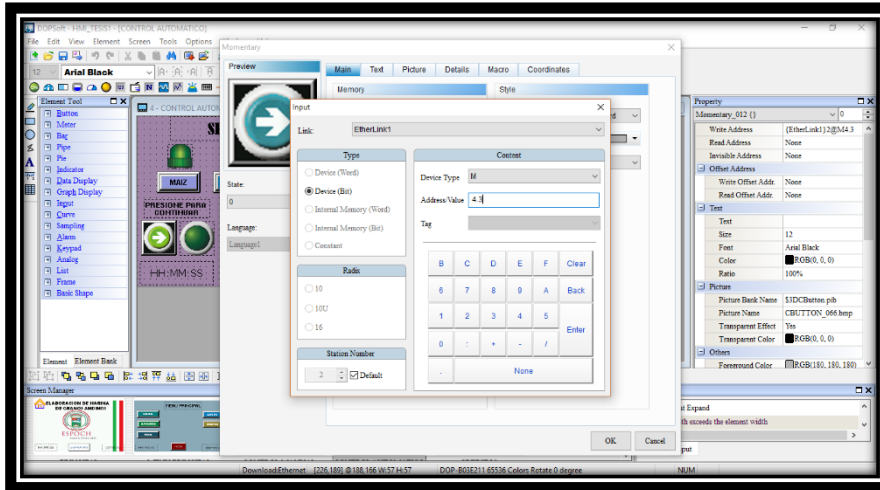 DOPSoft - HMI_TESIS1 - [CONTROL AUTOMATICO]
File Edit View Element Screen Tools Options
12 Arial Black
Element Tool
Button
Meter
Bar
Pipe
Pie
Indicator
Data Display
Graph Display
Input
Curve
Sampling
Alarm
Keypad
Analog
List
Frame
Basic Shape
Element Element Bank
4 - CONTROL AUTOM
MAIZ
PRESIONE PARA
CONTINUAR
HH:MM:SS
Momentary
Preview
State:
0
Language:
Language1
Main Text Picture Details Macro Coordinates
Memory Style
OK Cancel
Input
Link: EtherLink1
Type
Device (Word)
Device (Bit)
Internal Memory (Word)
Internal Memory (Bit)
Constant
Radix
10
10U
16
Station Number
2 Default
Content
Device Type M
Address/Value 4.3
Tag
B C D E F Clear
6 7 8 9 A Back
1 2 3 4 5 Enter
0 : + - /
. None
Property
Momentary_012 {} 0
Write Address {EtherLink1}2@M4.3
Read Address None
Invisible Address None
Offset Address
Write Offset Addr. None
Read Offset Addr. None
Text
Text
Size 12
Font Arial Black
Color RGB(0, 0, 0)
Ratio 100%
Picture
Picture Bank Name $3DCButton.pib
Picture Name CBUTTON_066.bmp
Transparent Effect Yes
Transparent Color RGB(0, 0, 0)
Others
Foreground Color RGB(180, 180, 180)
Screen Manager
ELABORACION DE HARINA
DE GRANOS ANDINOS
ESPOCH
MENU PRINCIPAL
t Expand
th exceeds the element width
put
Download:Ethernet [226,189] @188,166 W:57 H:57 DOP-B03E211 65536 Colors Rotate 0 degree NUM